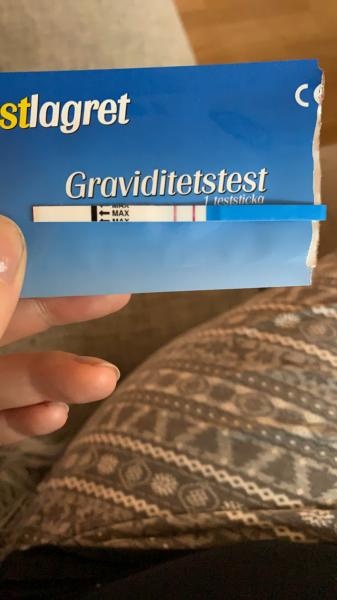 stlagret
CE
Graviditetstest
1 teststicka
MAX
MAX
MAX